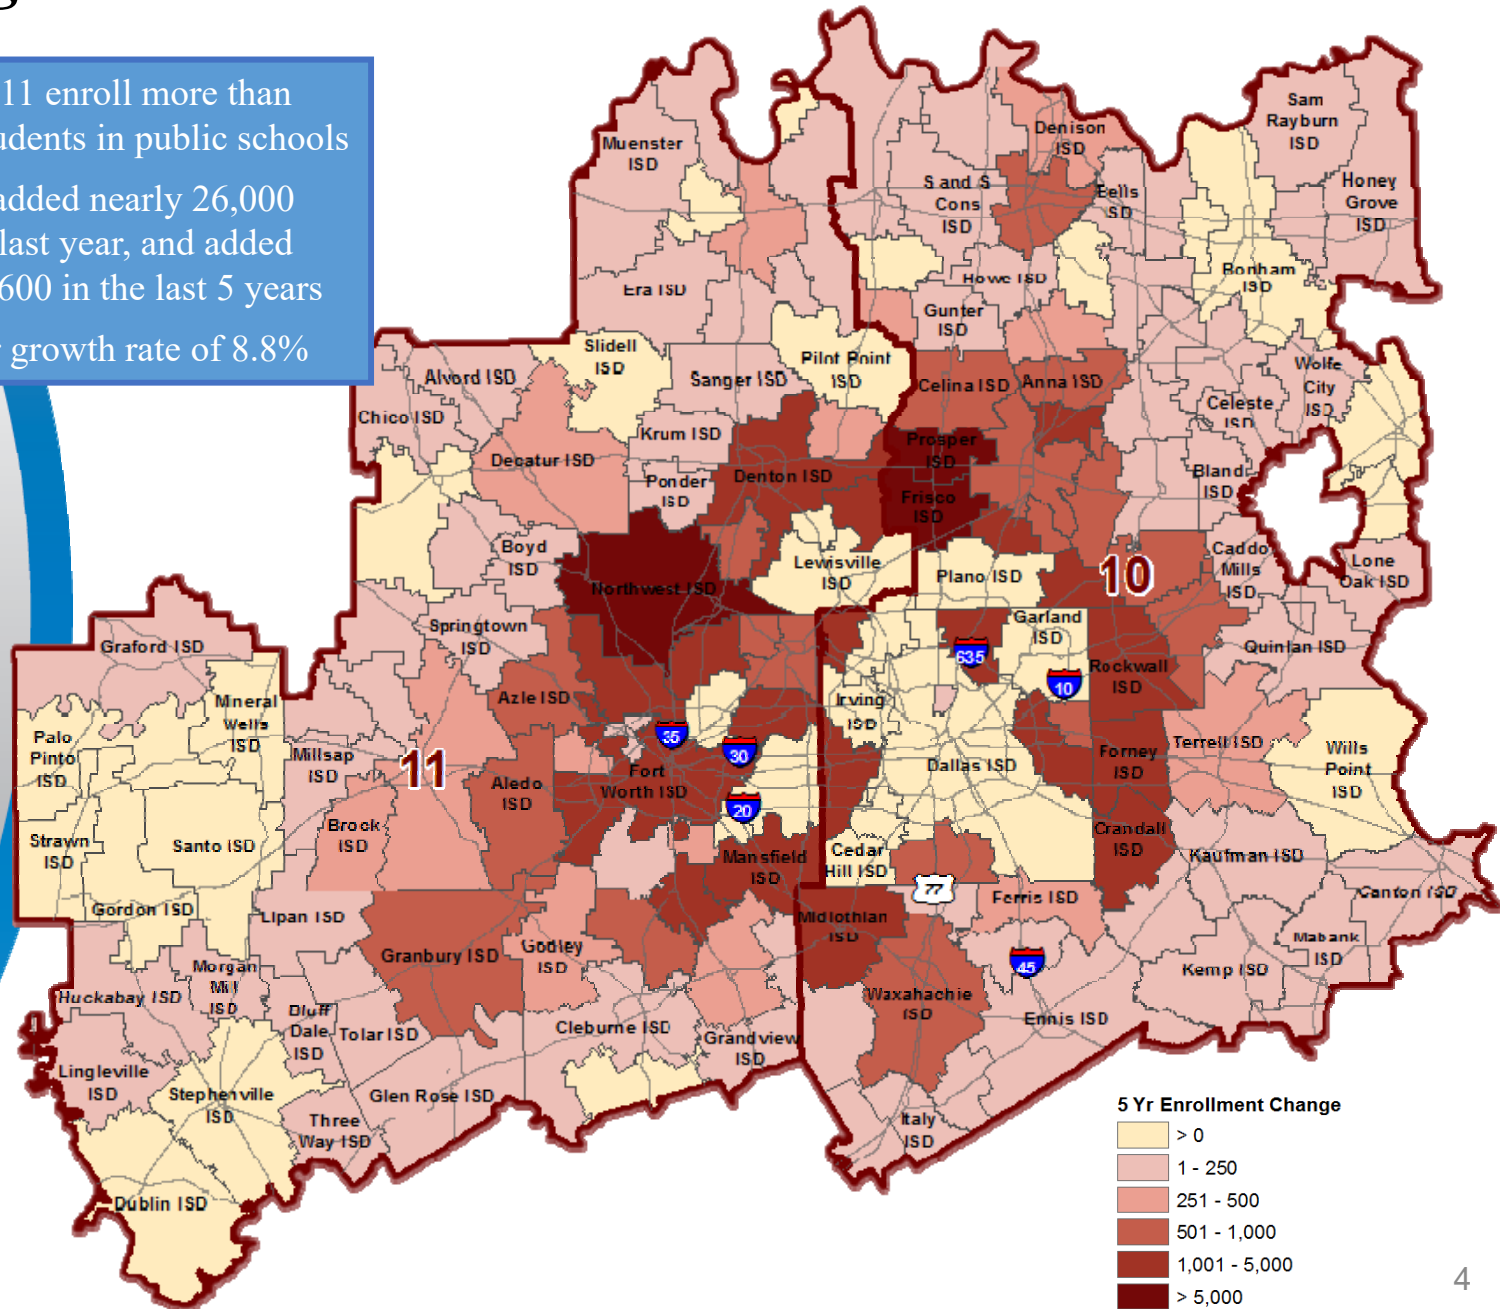 11 enroll more than
udents in public schools
added nearly 26,000
last year, and added
600 in the last 5 years
growth rate of 8.8%
Muenster
ISD
Sam
Rayburn
ISD
Denison
ISD
S and S
Cons
ISD
Bells
ISD
Honey
Grove
ISD
Era ISD
Howe ISD
Bonham
ISD
Gunter
ISD
Slidell
ISD
Pilot Point
ISD
Alvord ISD
Sanger ISD
Celina ISD
Anna ISD
Wolfe
City
ISD
Celeste
ISD
Chico ISD
Krum ISD
Prosper
ISD
Decatur ISD
Denton ISD
Bland
ISD
Ponder
ISD
Frisco
ISD
Boyd
ISD
Lewisville
ISD
Plano ISD
10
Caddo
Mills
ISD
Lone
Oak ISD
Northwest ISD
Springtown
ISD
Garland
ISD
Graford ISD
635
Quinlan ISD
Rockwall
ISD
10
Azle ISD
Irving
ISD
Mineral
Wells
ISD
Palo
Pinto
ISD
Millsap
ISD
11
35
30
Terrell ISD
Forney
ISD
Wills
Point
ISD
Dallas ISD
Fort
Worth ISD
Aledo
ISD
20
Strawn
ISD
Santo ISD
Brock
ISD
Mansfield
ISD
Cedar
Hill ISD
Crandall
ISD
Kaufman ISD
77
Canton ISD
Ferris ISD
Gordon ISD
Lipan ISD
Midlothian
ISD
Granbury ISD
Godley
ISD
Mabank
ISD
45
Kemp ISD
Morgan
Mill
ISD
Huckabay ISD
Waxahachie
ISD
Bluff
Dale
ISD
Tolar ISD
Cleburne ISD
Grandview
ISD
Ennis ISD
Lingleville
ISD
Stephenville
ISD
Glen Rose ISD
Three
Way ISD
Italy
ISD
Dublin ISD
5 Yr Enrollment Change
> 0
1 - 250
251 - 500
501 - 1,000
1,001 - 5,000
> 5,000
4